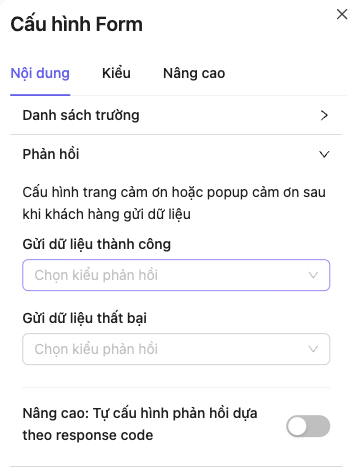 Cấu hình Form
Nội dung Kiểu Nâng cao
Danh sách trường
Phản hồi
Cấu hình trang cảm ơn hoặc popup cảm ơn sau
khi khách hàng gửi dữ liệu
Gửi dữ liệu thành công
Chọn kiểu phản hồi
Gửi dữ liệu thất bại
Chọn kiểu phản hồi
Nâng cao: Tự cấu hình phản hồi dựa
theo response code